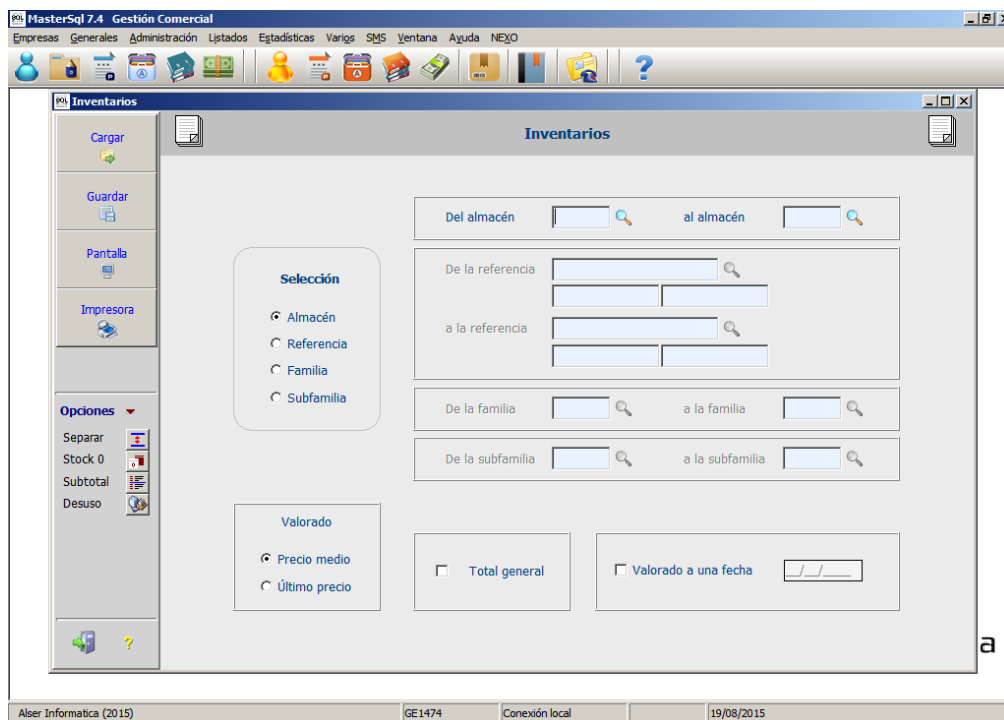 MasterSql 7.4 Gestión Comercial
Empresas Generales Administración Listados Estadísticas Varios SMS Ventana Ayuda NEXO
Inventarios
Cargar
Guardar
Pantalla
Impresora
Opciones
Separar
Stock 0
Subtotal
Desuso
Inventarios
Selección
Almacén
Referencia
Familia
Subfamilia
Del almacén al almacén
De la referencia
a la referencia
De la familia a la familia
De la subfamilia a la subfamilia
Valorado
Precio medio
Último precio
Total general
Valorado a una fecha __/__/____
a
Alser Informatica (2015) GE1474 Conexión local 19/08/2015